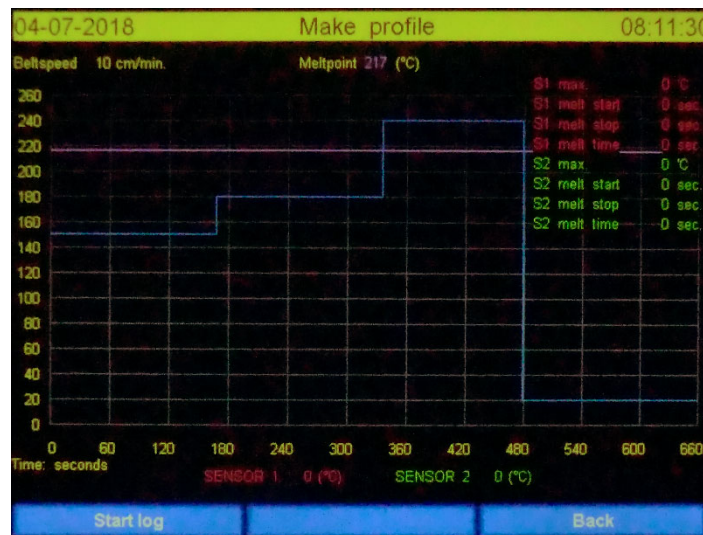 04-07-2018 Make profile 08:11:30
Beltspeed 10 cm/min. Meltpoint 217 (°C)
S1 max. 0 °C
S1 melt start 0 sec.
S1 melt stop 0 sec.
S1 melt time 0 sec.
S2 max. 0 °C
S2 melt start 0 sec.
S2 melt stop 0 sec.
S2 melt time 0 sec.
260
240
220
200
180
160
140
120
100
80
60
40
20
0
0 60 120 180 240 300 360 420 480 540 600 660
Time: seconds
SENSOR 1 0 (°C) SENSOR 2 0 (°C)
Start log Back